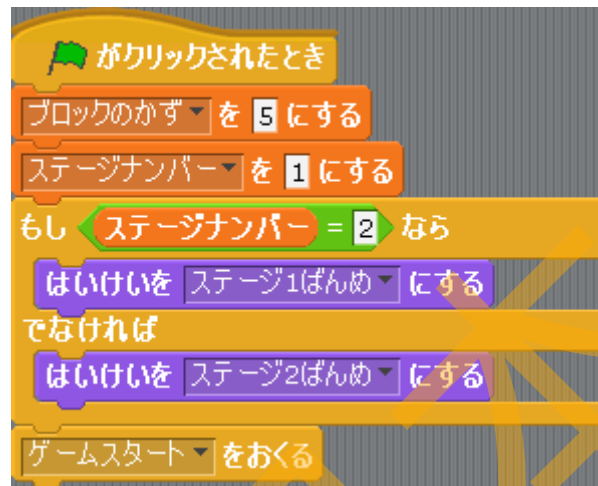 がクリックされたとき
ブロックのかず を 5 にする
ステージナンバー を 1 にする
もし ステージナンバー = 2 なら
はいけいを ステージ1ばんめ にする
でなければ
はいけいを ステージ2ばんめ にする
ゲームスタート をおくる